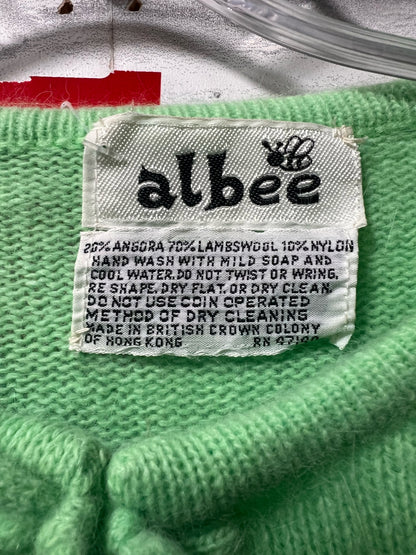 albee
20% ANGORA 70% LAMBSWOOL 10% NYLON
HAND WASH WITH MILD SOAP AND
COOL WATER. DO NOT TWIST OR WRING,
RE SHAPE, DRY FLAT, OR DRY CLEAN,
DO NOT USE COIN OPERATED
METHOD OF DRY CLEANING
MADE IN BRITISH CROWN COLONY
OF HONG KONG RN